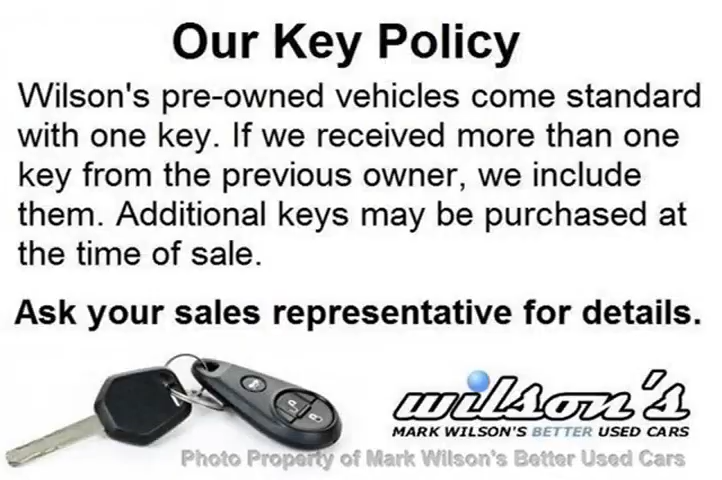 Our Key Policy
Wilson's pre-owned vehicles come standard
with one key. If we received more than one
key from the previous owner, we include
them. Additional keys may be purchased at
the time of sale.
Ask your sales representative for details.
wilson's
MARK WILSON'S BETTER USED CARS
Photo Property of Mark Wilson's Better Used Cars